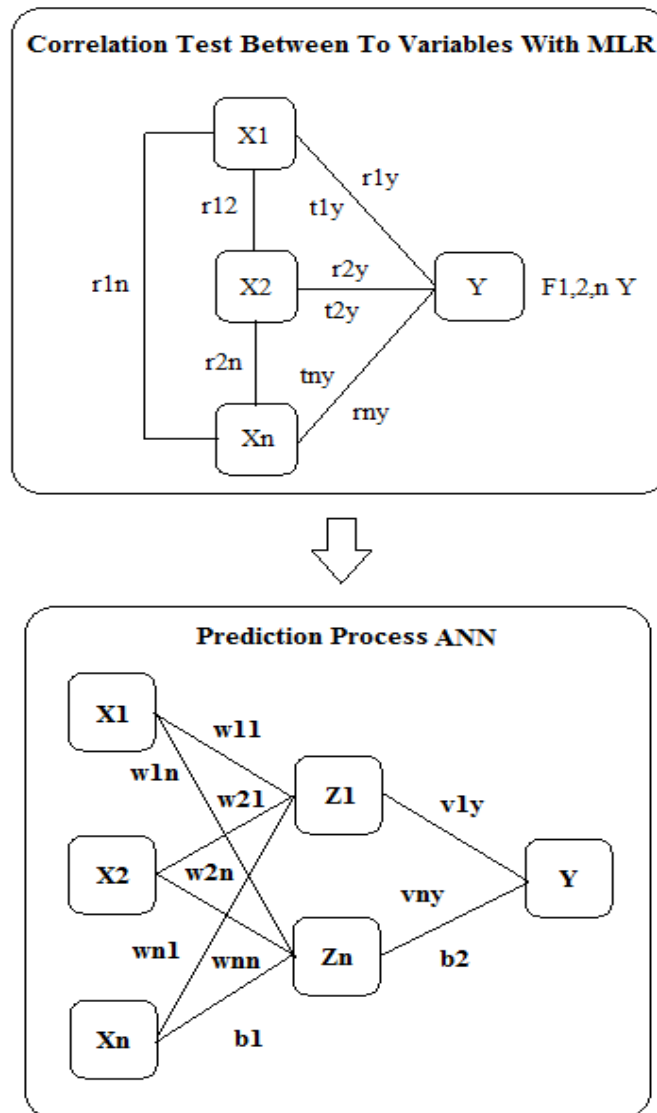 Correlation Test Between To Variables With MLR
X1
r1y
r12
t1y
r1n
X2
r2y
t2y
Y
F1,2,n Y
r2n
tny
rny
Xn
Prediction Process ANN
X1
w11
w1n
w21
Z1
v1y
X2
w2n
vny
Y
wn1
wnn
Zn
b2
Xn
b1